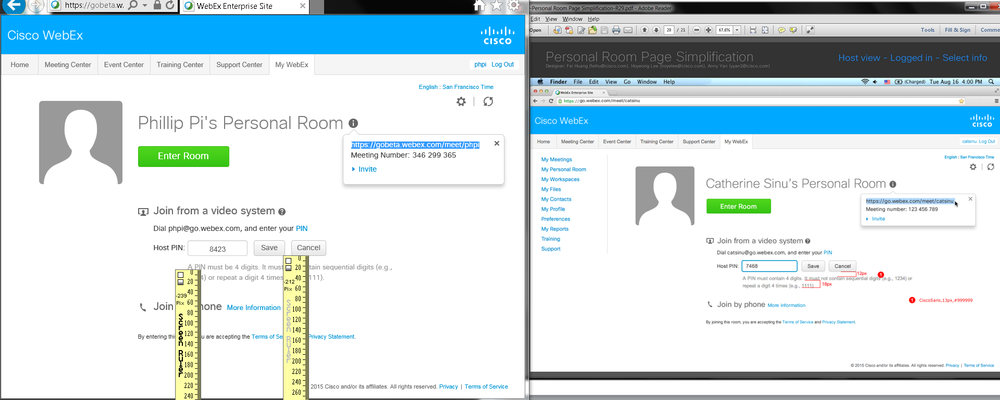 https://gobeta.w.
WebEx Enterprise Site
Cisco WebEx
CISCO
Home
Meeting Center
Event Center
Training Center
Support Center
My WebEx
phpi Log Out
English : San Francisco Time
Phillip Pi's Personal Room
Enter Room
https://gobeta.webex.com/meet/phpi
Meeting Number: 346 299 365
Invite
Join from a video system
Dial phpi@go.webex.com, and enter your PIN
Host PIN: 8423 Save Cancel
A PIN must be 4 digits. It must tain sequential digits (e.g.,
4) or repeat a digit 4 times 111).
Join hone More Information
By entering thi u are accepting the Terms of Se Privacy Statement.
2015 Cisco and/or its affiliates. All rights reserved. Privacy | Terms of Service
0
20
40
-239
Pix 60
80
100
120
140
160
180
200
220
240
Screen Ruler
0
20
40
-212
Pix 60
80
100
120
140
160
180
200
220
240
260
Screen Ruler
-Personal Room Page Simplification-R29.pdf - Adobe Reader
Edit View Window Help
Open 20 / 21 67.6% Tools Fill & Sign Comme
Personal Room Page Simplification
Designer: Fei Huang (feihu@cisco.com), Hoyeong Lee (hoyelee@cisco.com), Anny Yan (yyan2@cisco.com)
Host view - Logged in - Select info
Finder File Edit View Go Window Help (Charged) Tue Aug 16 4:00 PM
WebEx Enterprise Site
https://go.webex.com/meet/catsinu
Cisco WebEx
CISCO
Home
Meeting Center
Event Center
Training Center
Support Center
My WebEx
catsinu Log Out
English : San Francisco Time
My Meetings
My Personal Room
My Workspaces
My Files
My Contacts
My Profile
Preferences
My Reports
Training
Support
Catherine Sinu's Personal Room
Enter Room
https://go.webex.com/meet/catsinu
Meeting number: 123 456 789
Invite
Join from a video system
Dial catsinu@go.webex.com, and enter your PIN
Host PIN: 7468 Save Cancel
12px 1
A PIN must contain 4 digits. It must not contain sequential digits (e.g., 1234) or
repeat a digit 4 times (e.g., 1111) 18px
1 CiscoSans,13px,#999999
Join by phone More information
By joining this room, you are accepting the Terms of Service and Privacy Statement.
© 2015 Cisco and/or its affiliates. All rights reserved. Privacy | Terms of Service